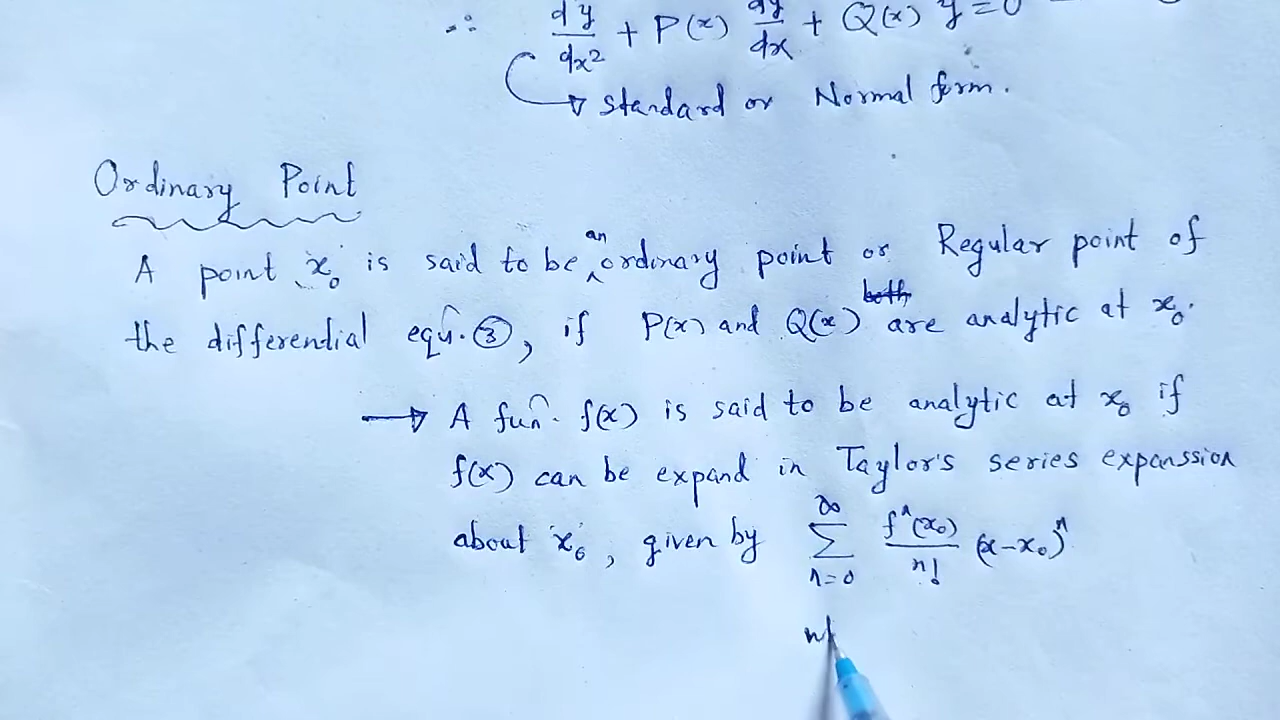 ∴ d²y/dx² + P(x) dy/dx + Q(x) y = 0
→ standard or Normal form.
Ordinary Point
A point x₀ is said to be an ordinary point or Regular point of
the differential equn. ③, if P(x) and Q(x) are analytic at x₀.
→ A fun. f(x) is said to be analytic at x₀ if
f(x) can be expand in Taylor's series expanssion
about x₀, given by ∑_{n=0}^{∞} fⁿ(x₀)/n! (x-x₀)ⁿ